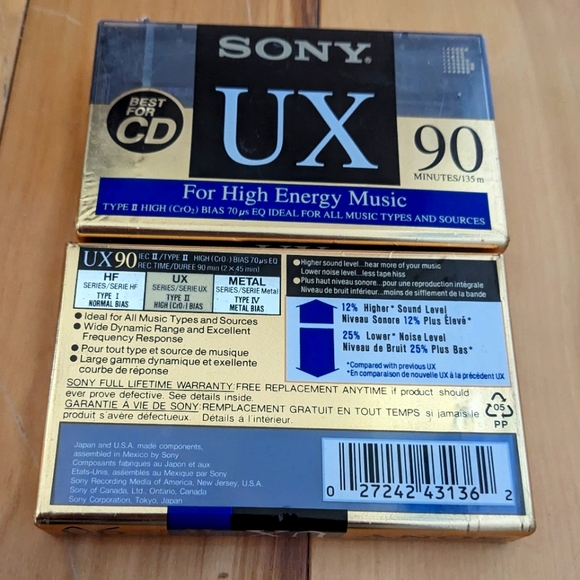 SONY®
BEST
FOR
CD
UX
90
MINUTES/135m
For High Energy Music
TYPE II HIGH (CrO₂) BIAS 70 µs EQ IDEAL FOR ALL MUSIC TYPES AND SOURCES
UX90 IEC II/TYPE II HIGH (CrO₂) BIAS 70µs EQ
REC TIME/DUREE 90 min (2 × 45 min)
HF
SERIES/SERIE HF
TYPE I
NORMAL BIAS
UX
SERIES/SERIE UX
TYPE II
HIGH (CrO₂) BIAS
METAL
SERIES/SERIE Metal
TYPE IV
METAL BIAS
● Ideal for All Music Types and Sources
● Wide Dynamic Range and Excellent
Frequency Response
● Pour tout type et source de musique
● Large gamme dynamique et exellente
courbe de réponse
● Higher sound level...hear more of your music
Lower noise level...less tape hiss
● Plus haut niveau sonore...pour une reproduction intégrale
Niveau de bruit inférieur...moins de sifflement de la bande
12% Higher* Sound Level
Niveau Sonore 12% Plus Élevé*
25% Lower* Noise Level
Niveau de Bruit 25% Plus Bas*
*Compared with previous UX
*En comparaison de nouvelle UX à la précédent UX
SONY FULL LIFETIME WARRANTY: FREE REPLACEMENT ANYTIME if product should
ever prove defective. See details inside.
GARANTIE A VIE DE SONY: REMPLACEMENT GRATUIT EN TOUT TEMPS si jamais le
produit s'avère défectueux. Details à l'interieur.
05
PP
Japan and U.S.A. made components,
assembled in Mexico by Sony
Composants fabriques au Japon et aux
Etats-Unis, assembles au Mexique par Sony
Sony Recording Media of America, New Jersey, U.S.A.
Sony of Canada, Ltd., Ontario, Canada
Sony Corporation, Tokyo, Japan
0 27242 43136 2